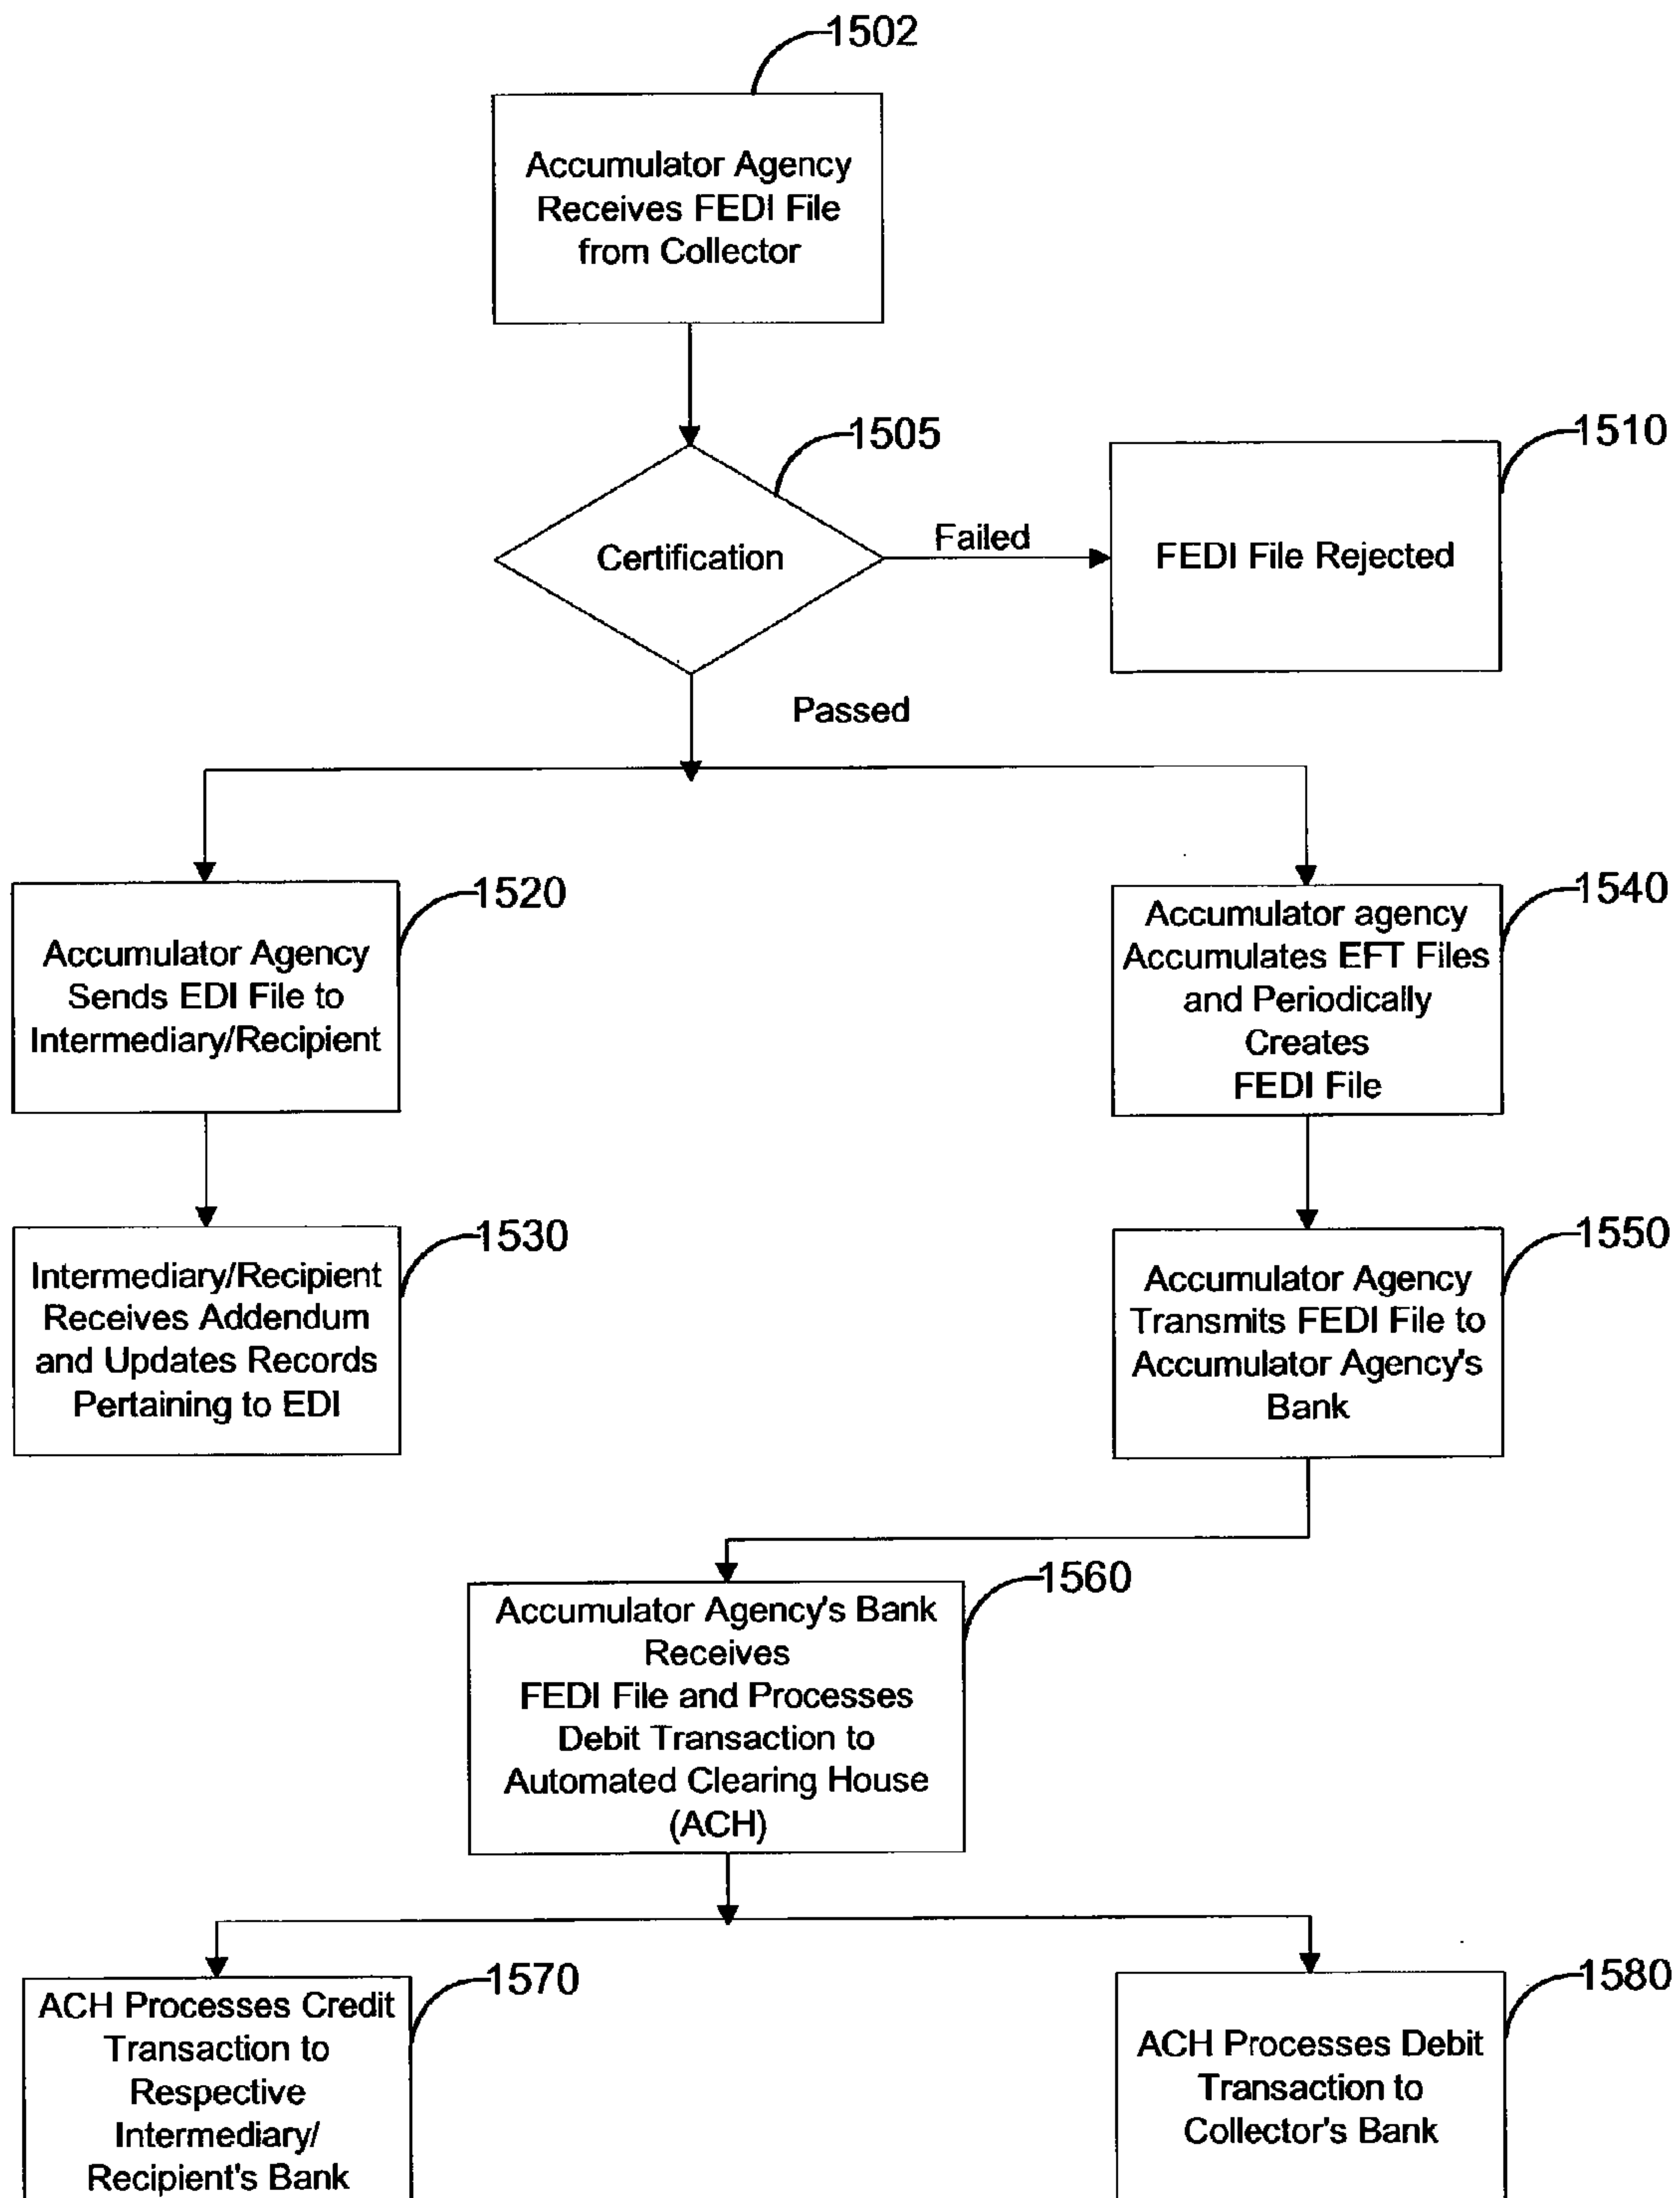 1502
Accumulator Agency
Receives FEDI File
from Collector
1505
Certification
Failed
1510
FEDI File Rejected
Passed
1520
Accumulator Agency
Sends EDI File to
Intermediary/Recipient
1540
Accumulator agency
Accumulates EFT Files
and Periodically
Creates
FEDI File
1530
Intermediary/Recipient
Receives Addendum
and Updates Records
Pertaining to EDI
1550
Accumulator Agency
Transmits FEDI File to
Accumulator Agency's
Bank
1560
Accumulator Agency's Bank
Receives
FEDI File and Processes
Debit Transaction to
Automated Clearing House
(ACH)
1570
ACH Processes Credit
Transaction to
Respective
Intermediary/
Recipient's Bank
1580
ACH Processes Debit
Transaction to
Collector's Bank